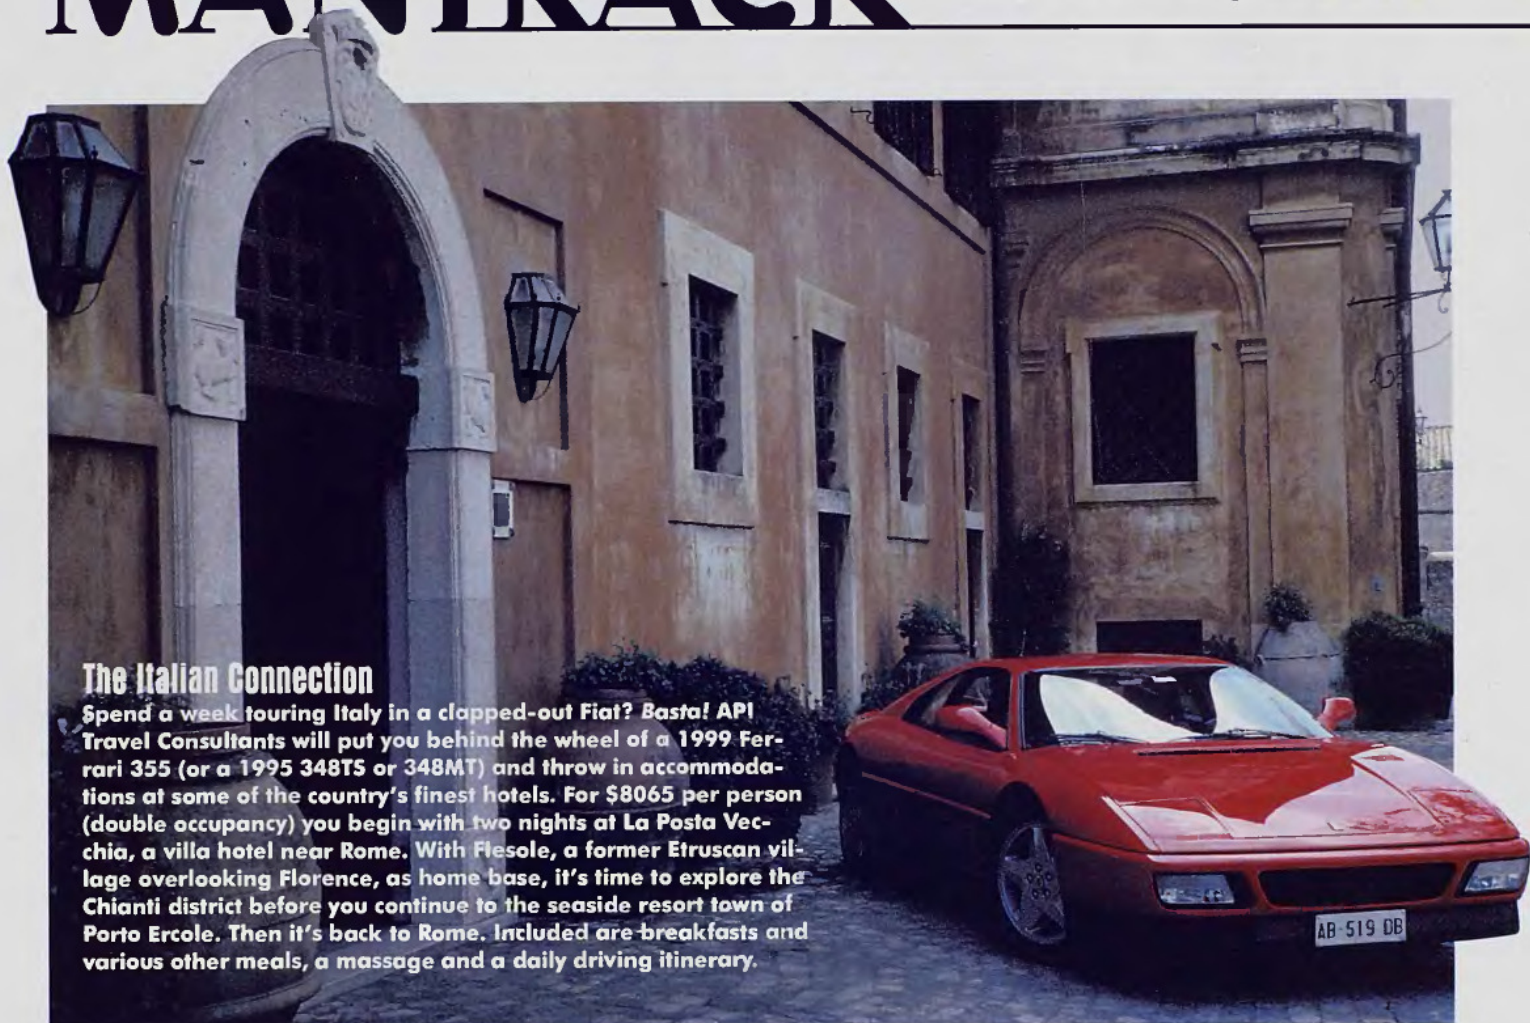 MANTRACK
The Italian Connection
Spend a week touring Italy in a clapped-out Fiat? Basta! API
Travel Consultants will put you behind the wheel of a 1999 Fer-
rari 355 (or a 1995 348TS or 348MT) and throw in accommoda-
tions at some of the country's finest hotels. For $8065 per person
(double occupancy) you begin with two nights at La Posta Vec-
chia, a villa hotel near Rome. With Fiesole, a former Etruscan vil-
lage overlooking Florence, as home base, it's time to explore the
Chianti district before you continue to the seaside resort town of
Porto Ercole. Then it's back to Rome. Included are breakfasts and
various other meals, a massage and a daily driving itinerary.
AB·519 DB